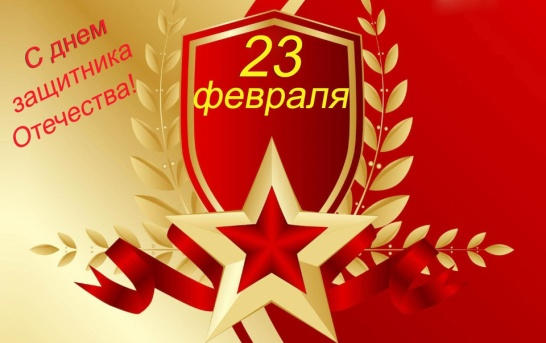 С днем
защитника
Отечества!
23
февраля